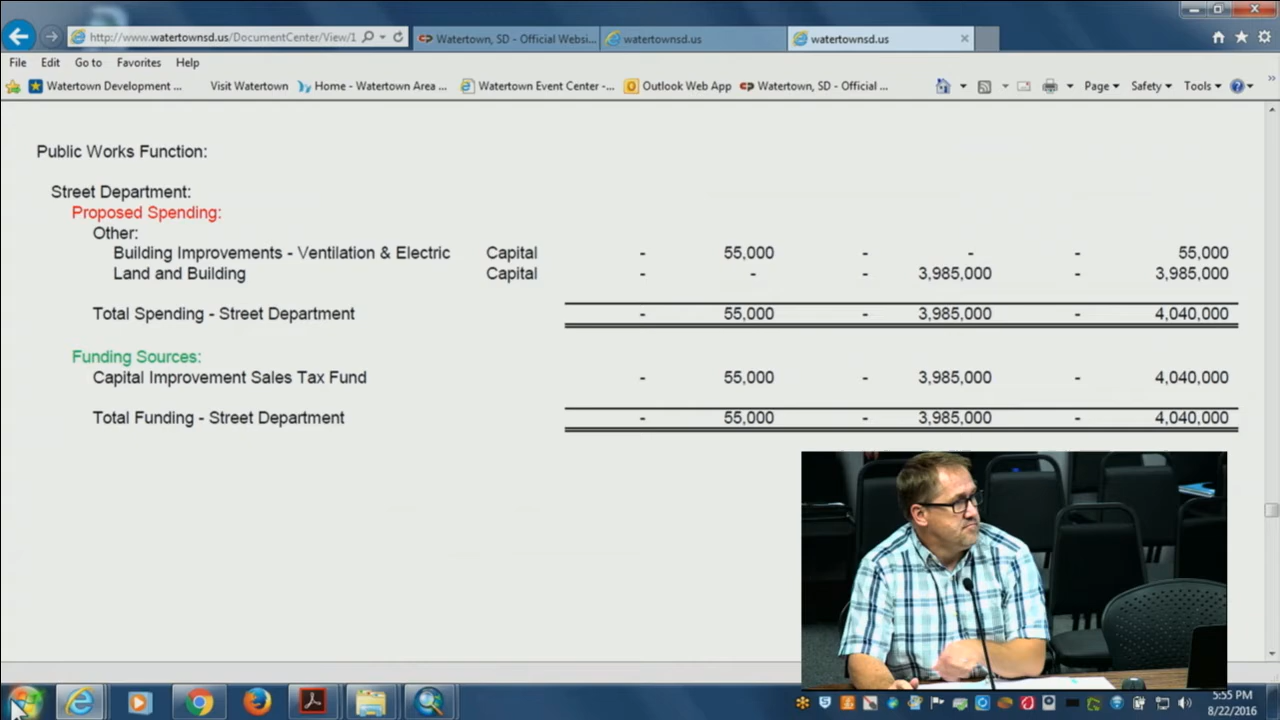 http://www.watertownsd.us/DocumentCenter/View/1
Watertown, SD - Official Websi...
watertownsd.us
watertownsd.us
File Edit Go to Favorites Help
Watertown Development ... Visit Watertown Home - Watertown Area ... Watertown Event Center -... Outlook Web App Watertown, SD - Official ... Page Safety Tools
Public Works Function:
Street Department:
Proposed Spending:
Other:
Building Improvements - Ventilation & Electric Capital - 55,000 - - - 55,000
Land and Building Capital - - - 3,985,000 - 3,985,000
Total Spending - Street Department - 55,000 - 3,985,000 - 4,040,000
Funding Sources:
Capital Improvement Sales Tax Fund - 55,000 - 3,985,000 - 4,040,000
Total Funding - Street Department - 55,000 - 3,985,000 - 4,040,000
5:55 PM
8/22/2016